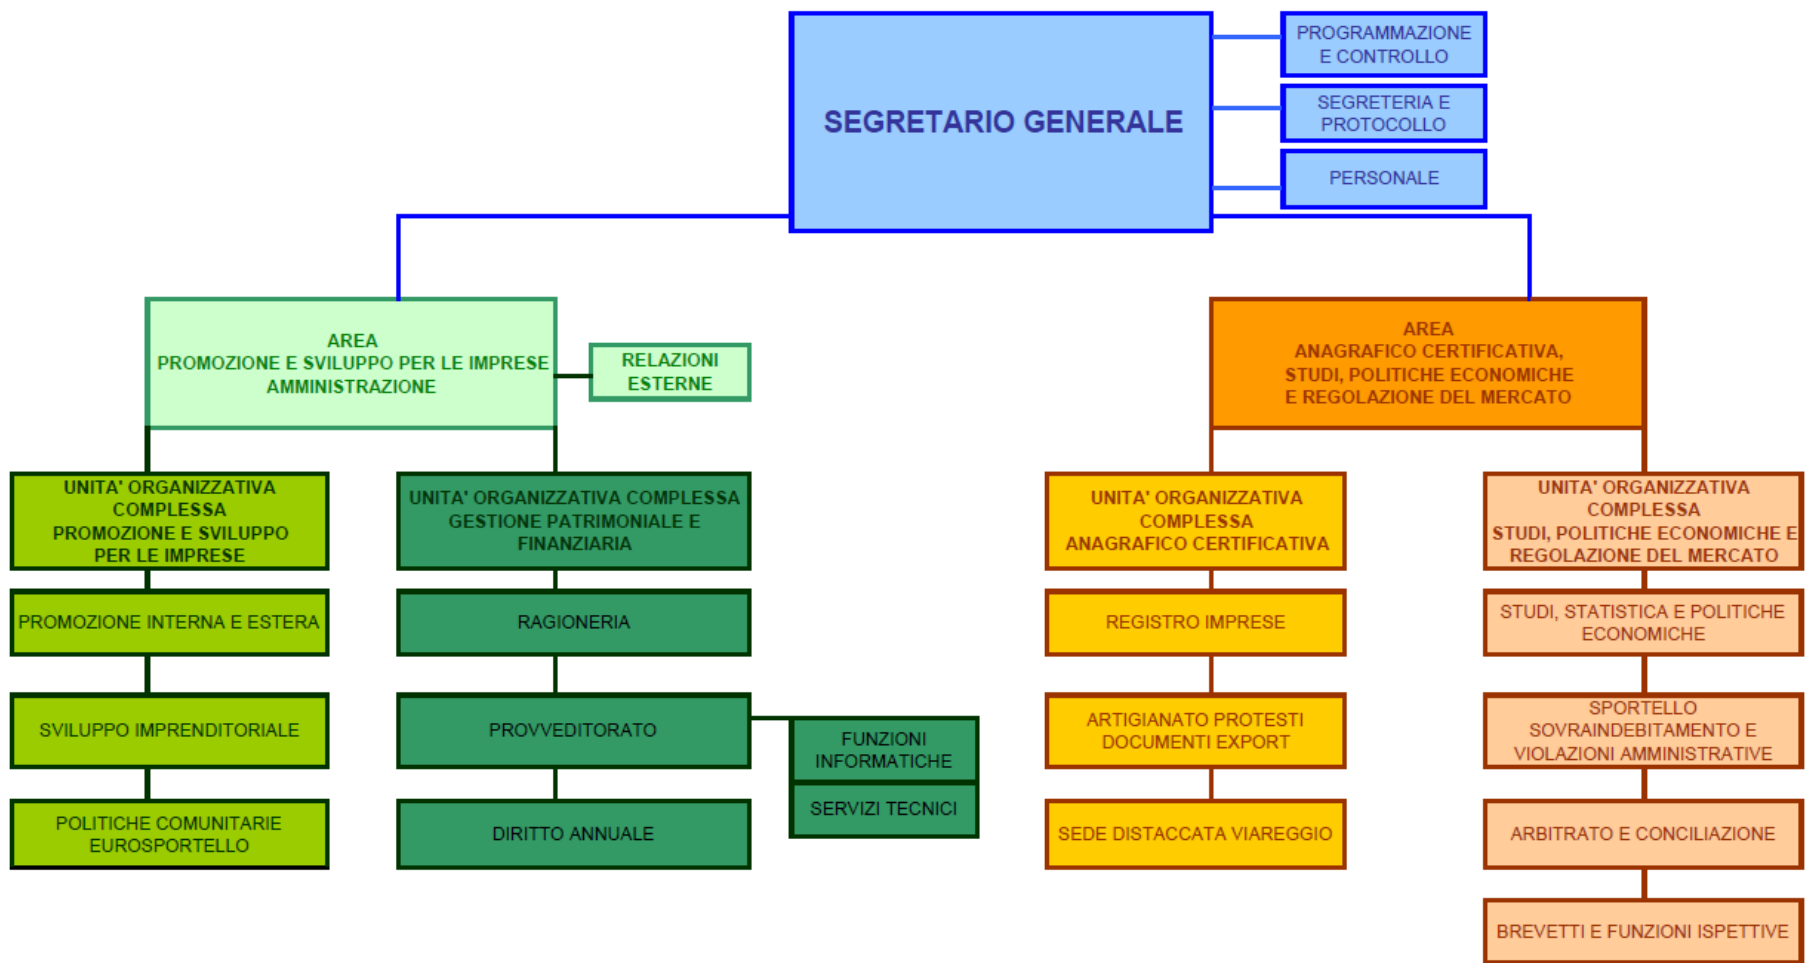 SEGRETARIO GENERALE
PROGRAMMAZIONE
E CONTROLLO
SEGRETERIA E
PROTOCOLLO
PERSONALE
AREA
PROMOZIONE E SVILUPPO PER LE IMPRESE
AMMINISTRAZIONE
RELAZIONI
ESTERNE
AREA
ANAGRAFICO CERTIFICATIVA,
STUDI, POLITICHE ECONOMICHE
E REGOLAZIONE DEL MERCATO
UNITA' ORGANIZZATIVA
COMPLESSA
PROMOZIONE E SVILUPPO
PER LE IMPRESE
PROMOZIONE INTERNA E ESTERA
SVILUPPO IMPRENDITORIALE
POLITICHE COMUNITARIE
EUROSPORTELLO
UNITA' ORGANIZZATIVA COMPLESSA
GESTIONE PATRIMONIALE E
FINANZIARIA
RAGIONERIA
PROVVEDITORATO
FUNZIONI
INFORMATICHE
SERVIZI TECNICI
DIRITTO ANNUALE
UNITA' ORGANIZZATIVA
COMPLESSA
ANAGRAFICO CERTIFICATIVA
REGISTRO IMPRESE
ARTIGIANATO PROTESTI
DOCUMENTI EXPORT
SEDE DISTACCATA VIAREGGIO
UNITA' ORGANIZZATIVA
COMPLESSA
STUDI, POLITICHE ECONOMICHE E
REGOLAZIONE DEL MERCATO
STUDI, STATISTICA E POLITICHE
ECONOMICHE
SPORTELLO
SOVRAINDEBITAMENTO E
VIOLAZIONI AMMINISTRATIVE
ARBITRATO E CONCILIAZIONE
BREVETTI E FUNZIONI ISPETTIVE